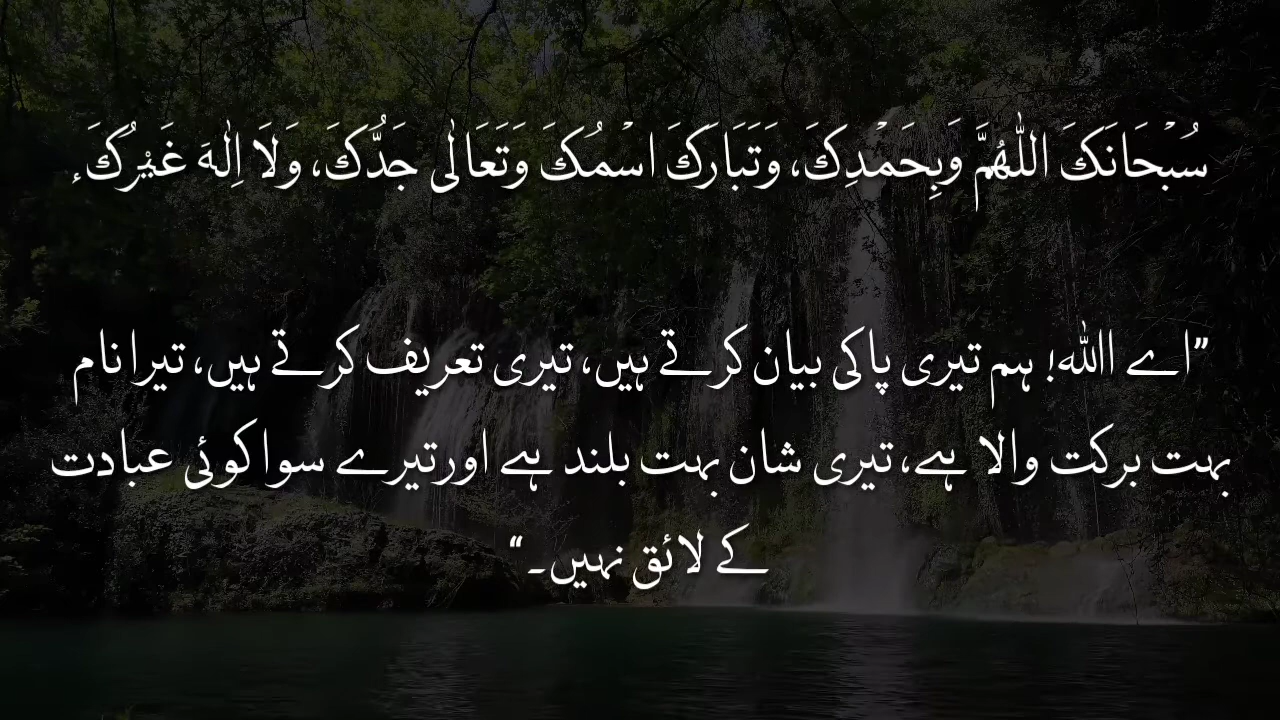 سُبْحَانَكَ اللّٰهُمَّ وَبِحَمْدِكَ، وَتَبَارَكَ اسْمُكَ وَتَعَالٰی جَدُّكَ، وَلَا اِلٰهَ غَيْرُكَ۔
”اے اﷲ! ہم تیری پاکی بیان کرتے ہیں، تیری تعریف کرتے ہیں، تیرا نام
بہت برکت والا ہے، تیری شان بہت بلند ہے اور تیرے سوا کوئی عبادت
کے لائق نہیں۔“